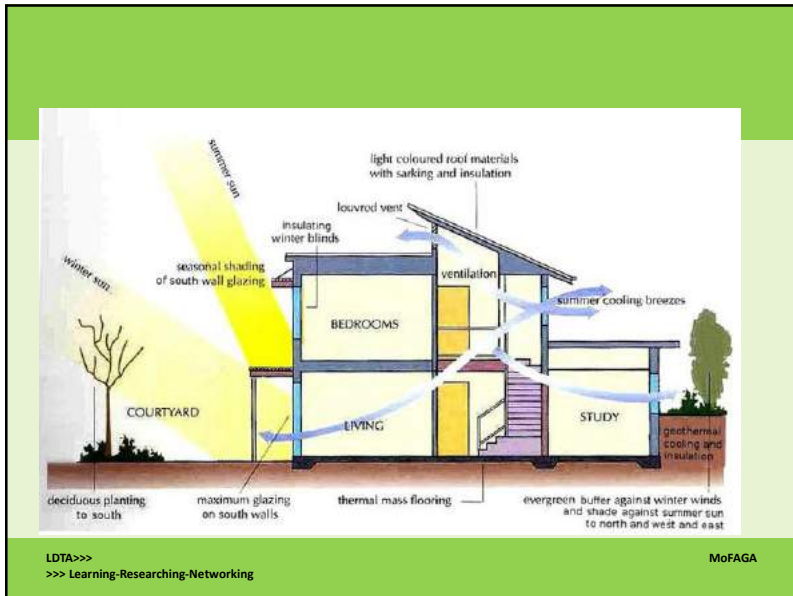 summer sun
winter sun
light coloured roof materials
with sarking and insulation
louvrod vent
insulating
winter blinds
seasonal shading
of south wall glazing
ventilation
summer cooling breezes
BEDROOMS
COURTYARD
LIVING
STUDY
geothermal
cooling and
insulation
deciduous planting
to south
maximum glazing
on south walls
thermal mass flooring
evergreen buffer against winter winds
and shade against summer sun
to north and west and east
LDTA>>>
>>> Learning-Researching-Networking
MoFAGA